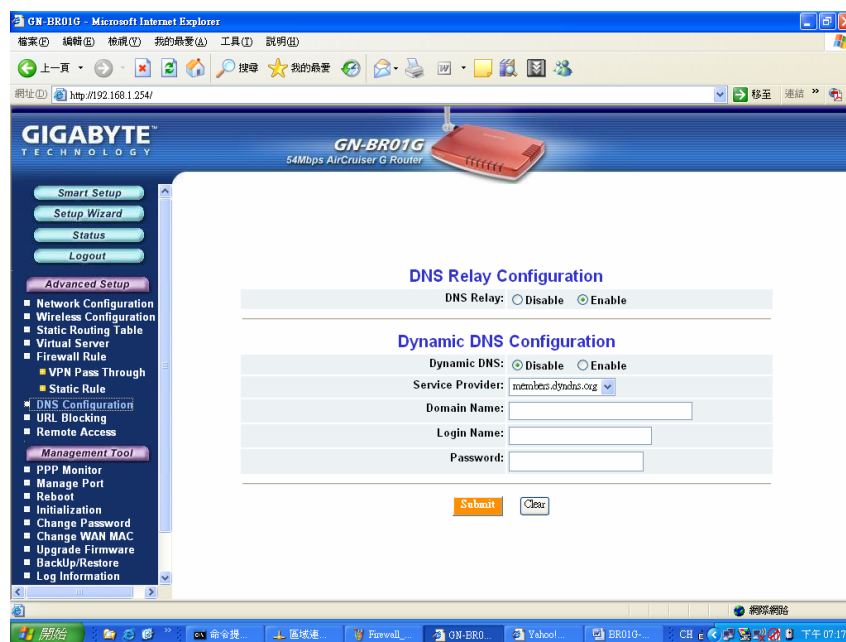 GN-BR01G - Microsoft Internet Explorer
檔案(F) 編輯(E) 檢視(V) 我的最愛(A) 工具(T) 說明(H)
上一頁 搜尋 我的最愛
網址(D) http://192.168.1.254/ 移至 連結 »
GIGABYTE™
TECHNOLOGY
GN-BR01G
54Mbps AirCruiser G Router
Smart Setup
Setup Wizard
Status
Logout
Advanced Setup
Network Configuration
Wireless Configuration
Static Routing Table
Virtual Server
Firewall Rule
VPN Pass Through
Static Rule
DNS Configuration
URL Blocking
Remote Access
Management Tool
PPP Monitor
Manage Port
Reboot
Initialization
Change Password
Change WAN MAC
Upgrade Firmware
BackUp/Restore
Log Information
DNS Relay Configuration
DNS Relay: Disable Enable
Dynamic DNS Configuration
Dynamic DNS: Disable Enable
Service Provider: members.dyndns.org
Domain Name:
Login Name:
Password:
Submit Clear
網際網路
開始 » 命令提... 區域連... Firewall_... GN-BR0... Yahoo!... BR01G-... CH 下午 07:17